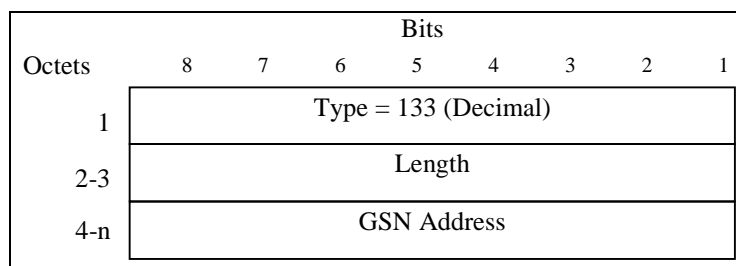 Bits
Octets 8 7 6 5 4 3 2 1
1 Type = 133 (Decimal)
2-3 Length
4-n GSN Address